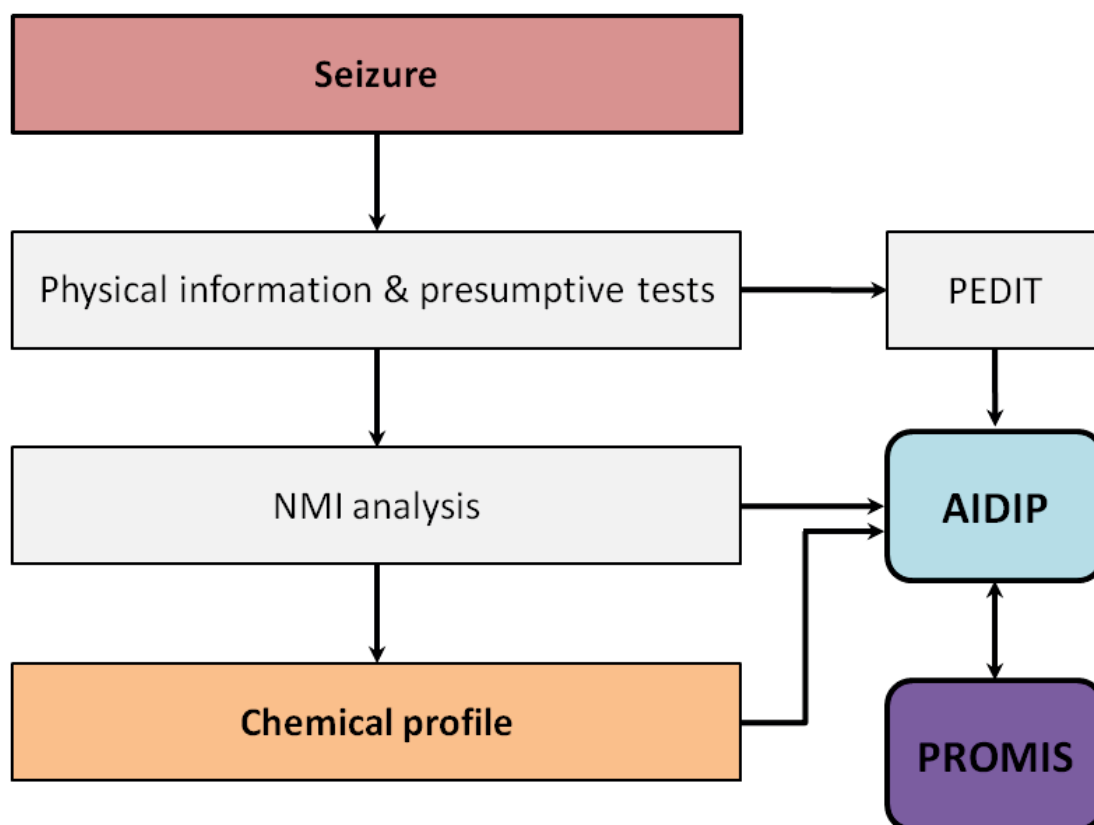 Seizure
Physical information & presumptive tests
PEDIT
NMI analysis
AIDIP
Chemical profile
PROMIS